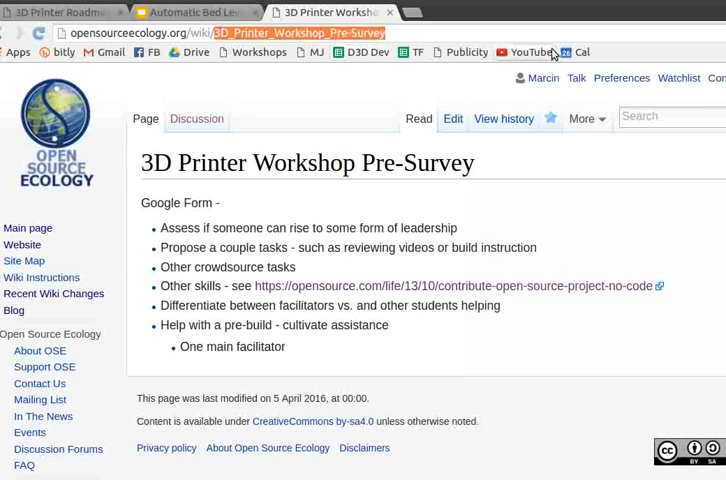 3D Printer Roadm
Automatic Bed Lev
3D Printer Worksh
opensourceecology.org/wiki/3D_Printer_Workshop_Pre-Survey
Apps bitly Gmail FB Drive Workshops MJ D3D Dev TF Publicity YouTube 26 Cal
Marcin Talk Preferences Watchlist Con
Page Discussion Read Edit View history More Search
OPEN
SOURCE
ECOLOGY
3D Printer Workshop Pre-Survey
Google Form -
Assess if someone can rise to some form of leadership
Propose a couple tasks - such as reviewing videos or build instruction
Other crowdsource tasks
Other skills - see https://opensource.com/life/13/10/contribute-open-source-project-no-code
Differentiate between facilitators vs. and other students helping
Help with a pre-build - cultivate assistance
One main facilitator
Main page
Website
Site Map
Wiki Instructions
Recent Wiki Changes
Blog
Open Source Ecology
About OSE
Support OSE
Contact Us
Mailing List
In The News
Events
Discussion Forums
FAQ
This page was last modified on 5 April 2016, at 00:00.
Content is available under CreativeCommons by-sa4.0 unless otherwise noted.
Privacy policy About Open Source Ecology Disclaimers
cc BY SA